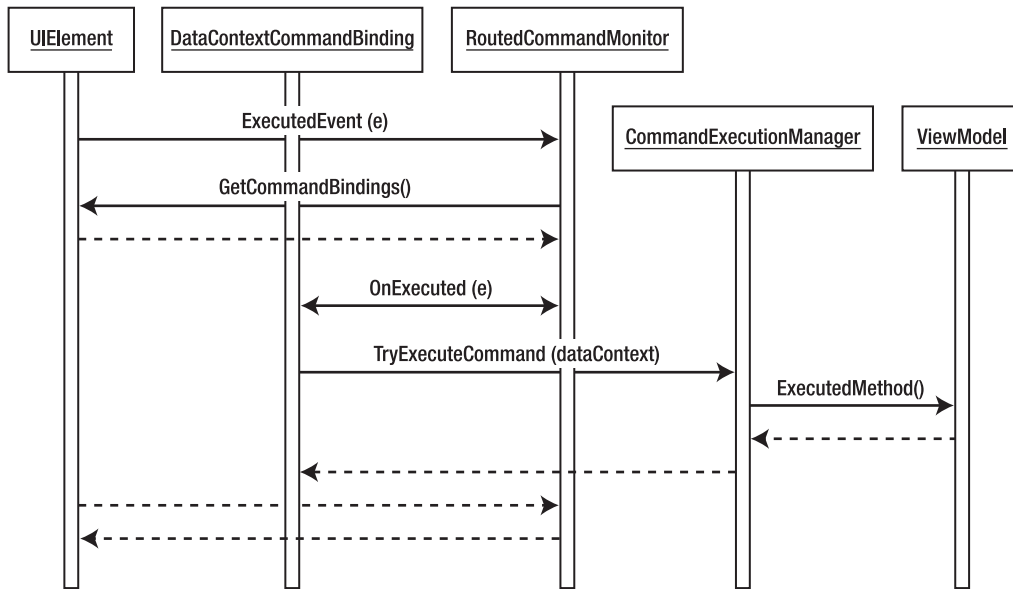 UIElement
DataContextCommandBinding
RoutedCommandMonitor
ExecutedEvent (e)
CommandExecutionManager
ViewModel
GetCommandBindings()
OnExecuted (e)
TryExecuteCommand (dataContext)
ExecutedMethod()